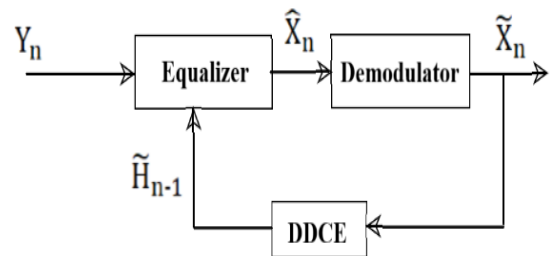 Yₙ
Equalizer
X̂ₙ
Demodulator
X̃ₙ
H̃ₙ₋₁
DDCE